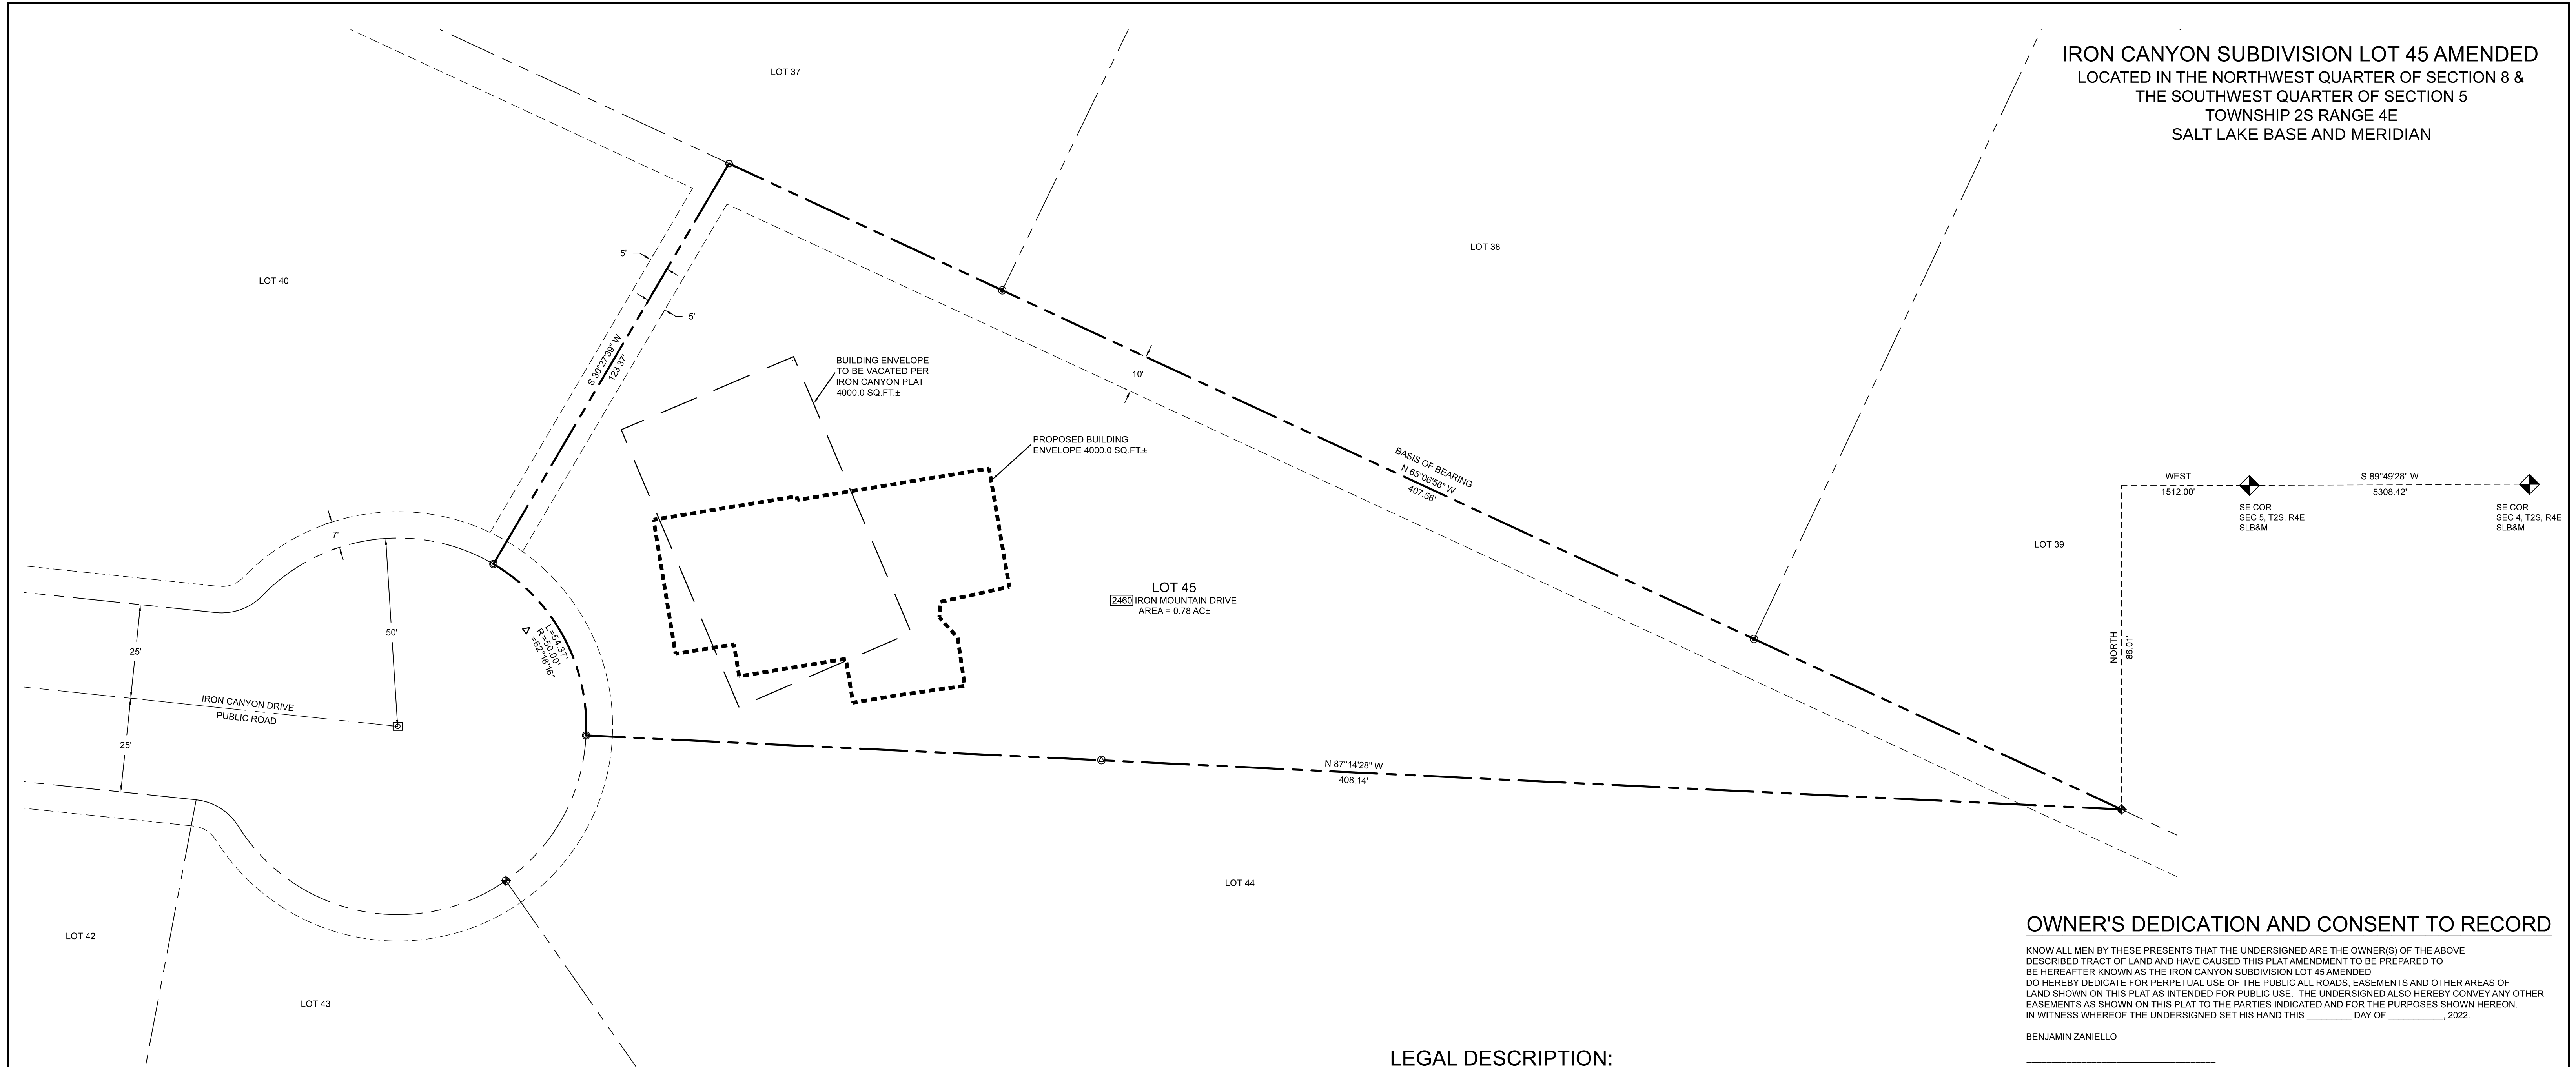 IRON CANYON SUBDIVISION LOT 45 AMENDED
LOCATED IN THE NORTHWEST QUARTER OF SECTION 8 &
THE SOUTHWEST QUARTER OF SECTION 5
TOWNSHIP 2S RANGE 4E
SALT LAKE BASE AND MERIDIAN
LOT 37
LOT 38
LOT 40
5'
5'
S 30°27'39" W
123.37'
BUILDING ENVELOPE
TO BE VACATED PER
IRON CANYON PLAT
4000.0 SQ.FT.±
10'
PROPOSED BUILDING
ENVELOPE 4000.0 SQ.FT.±
BASIS OF BEARING
N 65°06'56" W
407.56'
WEST
1512.00'
S 89°49'28" W
5308.42'
SE COR
SEC 5, T2S, R4E
SLB&M
SE COR
SEC 4, T2S, R4E
SLB&M
LOT 39
NORTH
86.01'
7'
50'
25'
25'
L=54.37'
R=50.00'
Δ=62°18'16"
LOT 45
2460 IRON MOUNTAIN DRIVE
AREA = 0.78 AC±
IRON CANYON DRIVE
PUBLIC ROAD
N 87°14'28" W
408.14'
LOT 44
LOT 42
LOT 43
OWNER'S DEDICATION AND CONSENT TO RECORD
KNOW ALL MEN BY THESE PRESENTS THAT THE UNDERSIGNED ARE THE OWNER(S) OF THE ABOVE
DESCRIBED TRACT OF LAND AND HAVE CAUSED THIS PLAT AMENDMENT TO BE PREPARED TO
BE HEREAFTER KNOWN AS THE IRON CANYON SUBDIVISION LOT 45 AMENDED
DO HEREBY DEDICATE FOR PERPETUAL USE OF THE PUBLIC ALL ROADS, EASEMENTS AND OTHER AREAS OF
LAND SHOWN ON THIS PLAT AS INTENDED FOR PUBLIC USE. THE UNDERSIGNED ALSO HEREBY CONVEY ANY OTHER
EASEMENTS AS SHOWN ON THIS PLAT TO THE PARTIES INDICATED AND FOR THE PURPOSES SHOWN HEREON.
IN WITNESS WHEREOF THE UNDERSIGNED SET HIS HAND THIS _________ DAY OF ___________, 2022.
BENJAMIN ZANIELLO
LEGAL DESCRIPTION: